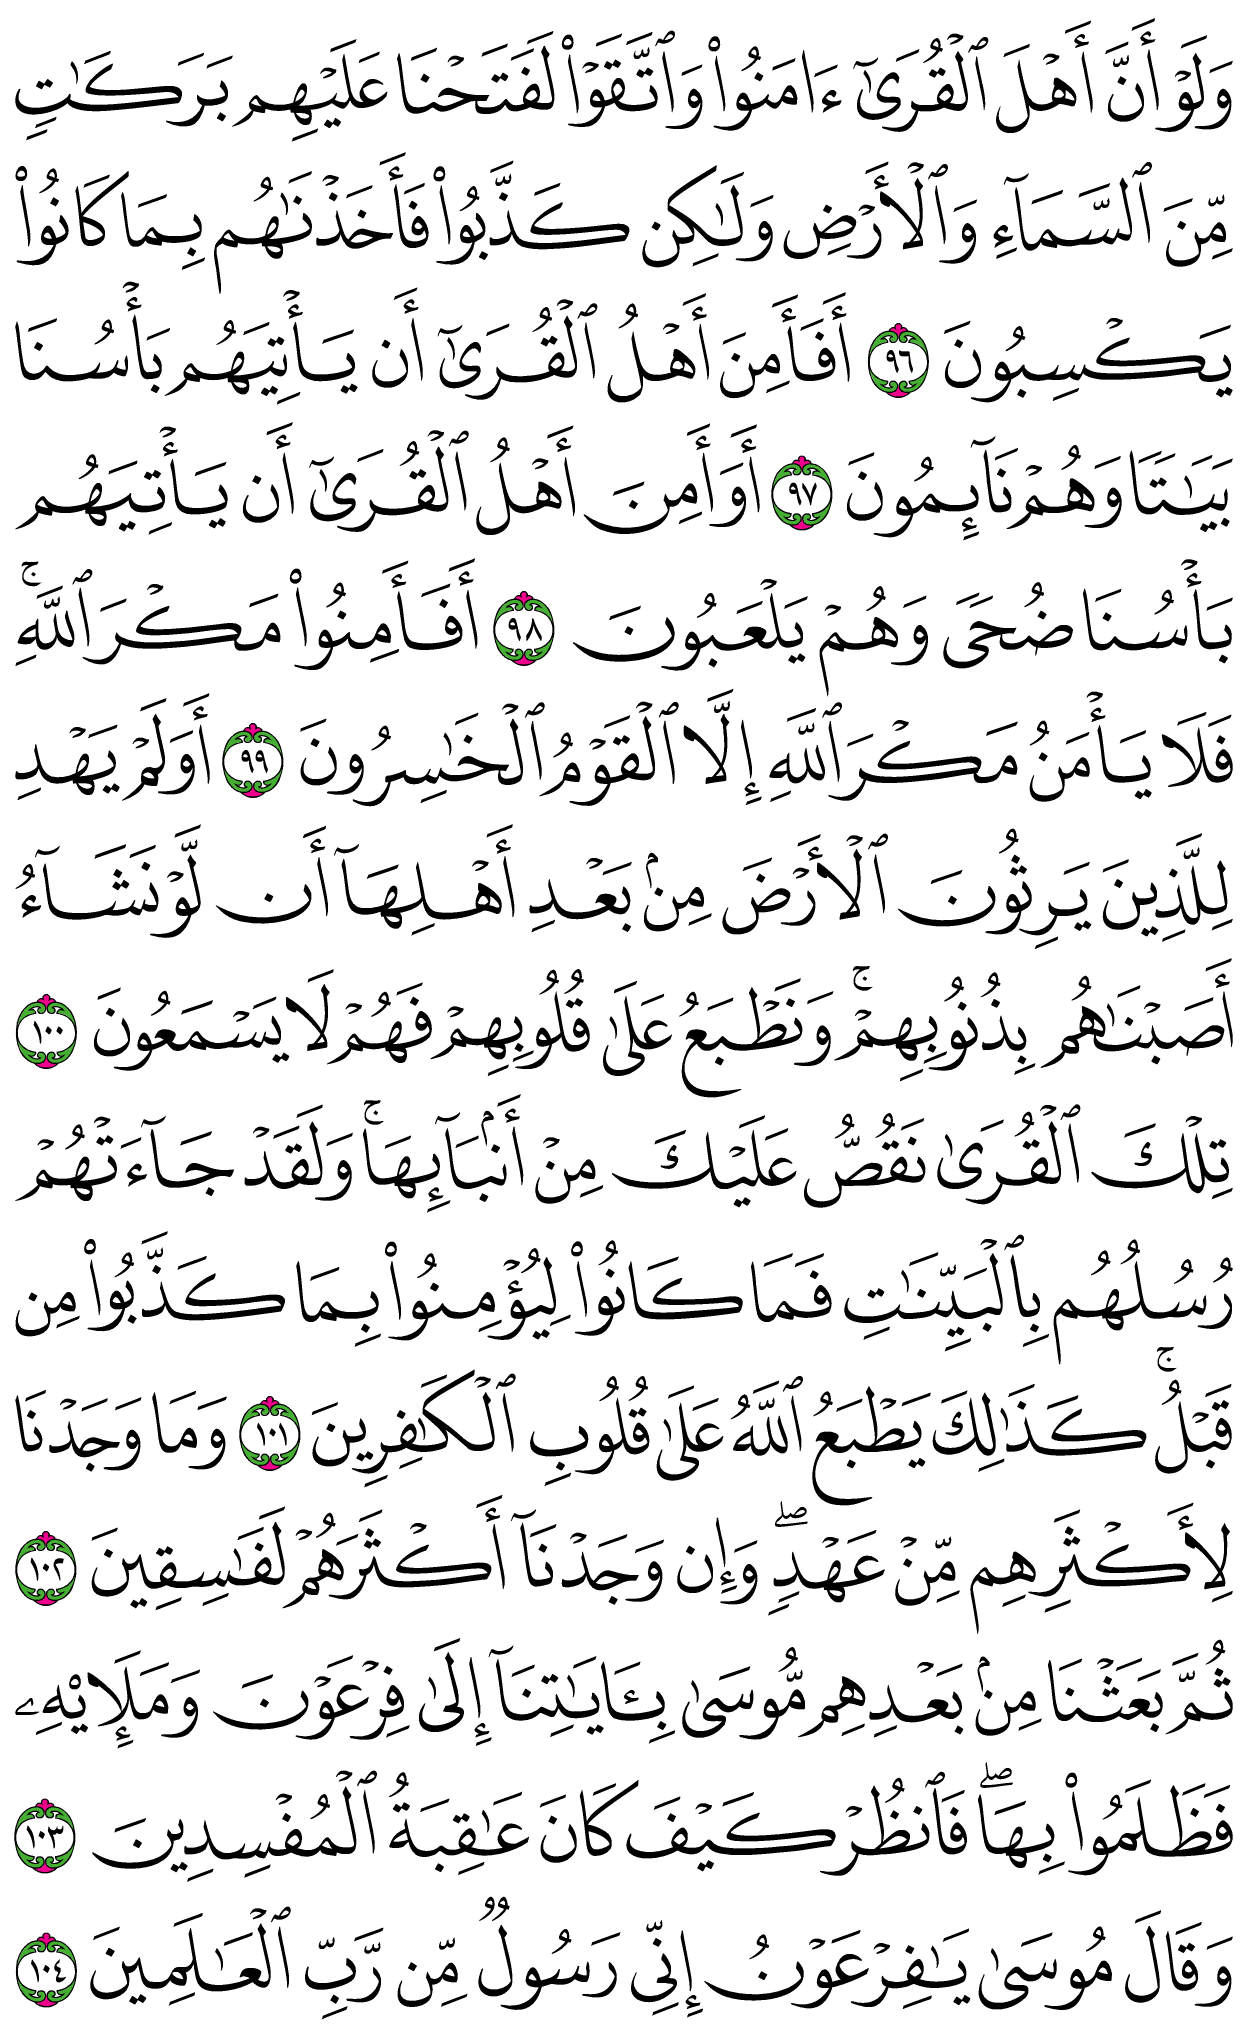 وَلَوۡ أَنَّ أَهۡلَ ٱلۡقُرَىٰٓ ءَامَنُواْ وَٱتَّقَوۡاْ لَفَتَحۡنَا عَلَيۡهِم بَرَكَٰتٖ
مِّنَ ٱلسَّمَآءِ وَٱلۡأَرۡضِ وَلَٰكِن كَذَّبُواْ فَأَخَذۡنَٰهُم بِمَا كَانُواْ
يَكۡسِبُونَ ٩٦ أَفَأَمِنَ أَهۡلُ ٱلۡقُرَىٰٓ أَن يَأۡتِيَهُم بَأۡسُنَا
بَيَٰتٗا وَهُمۡ نَآئِمُونَ ٩٧ أَوَأَمِنَ أَهۡلُ ٱلۡقُرَىٰٓ أَن يَأۡتِيَهُم
بَأۡسُنَا ضُحٗى وَهُمۡ يَلۡعَبُونَ ٩٨ أَفَأَمِنُواْ مَكۡرَ ٱللَّهِۚ
فَلَا يَأۡمَنُ مَكۡرَ ٱللَّهِ إِلَّا ٱلۡقَوۡمُ ٱلۡخَٰسِرُونَ ٩٩ أَوَلَمۡ يَهۡدِ
لِلَّذِينَ يَرِثُونَ ٱلۡأَرۡضَ مِنۢ بَعۡدِ أَهۡلِهَآ أَن لَّوۡ نَشَآءُ
أَصَبۡنَٰهُم بِذُنُوبِهِمۡۚ وَنَطۡبَعُ عَلَىٰ قُلُوبِهِمۡ فَهُمۡ لَا يَسۡمَعُونَ ١٠٠
تِلۡكَ ٱلۡقُرَىٰ نَقُصُّ عَلَيۡكَ مِنۡ أَنۢبَآئِهَاۚ وَلَقَدۡ جَآءَتۡهُمۡ
رُسُلُهُم بِٱلۡبَيِّنَٰتِ فَمَا كَانُواْ لِيُؤۡمِنُواْ بِمَا كَذَّبُواْ مِن
قَبۡلُۚ كَذَٰلِكَ يَطۡبَعُ ٱللَّهُ عَلَىٰ قُلُوبِ ٱلۡكَٰفِرِينَ ١٠١ وَمَا وَجَدۡنَا
لِأَكۡثَرِهِم مِّنۡ عَهۡدٖۖ وَإِن وَجَدۡنَآ أَكۡثَرَهُمۡ لَفَٰسِقِينَ ١٠٢
ثُمَّ بَعَثۡنَا مِنۢ بَعۡدِهِم مُّوسَىٰ بِـَٔايَٰتِنَآ إِلَىٰ فِرۡعَوۡنَ وَمَلَإِيْهِۦ
فَظَلَمُواْ بِهَاۖ فَٱنظُرۡ كَيۡفَ كَانَ عَٰقِبَةُ ٱلۡمُفۡسِدِينَ ١٠٣
وَقَالَ مُوسَىٰ يَٰفِرۡعَوۡنُ إِنِّي رَسُولٞ مِّن رَّبِّ ٱلۡعَٰلَمِينَ ١٠٤